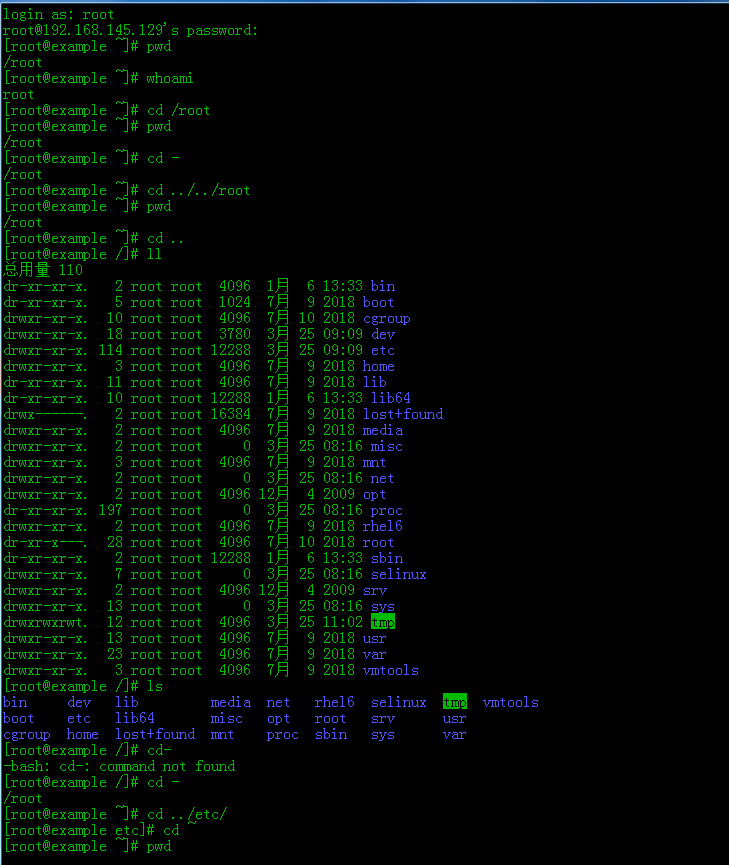 login as: root
root@192.168.145.129's password:
[root@example ~]# pwd
/root
[root@example ~]# whoami
root
[root@example ~]# cd /root
[root@example ~]# pwd
/root
[root@example ~]# cd -
/root
[root@example ~]# cd ../../root
[root@example ~]# pwd
/root
[root@example ~]# cd ..
[root@example /]# ll
总用量 110
dr-xr-xr-x.   2 root root  4096  1月   6 13:33 bin
dr-xr-xr-x.   5 root root  1024  7月   9 2018 boot
drwxr-xr-x.  10 root root  4096  7月  10 2018 cgroup
drwxr-xr-x.  18 root root  3780  3月  25 09:09 dev
drwxr-xr-x. 114 root root 12288  3月  25 09:09 etc
drwxr-xr-x.   3 root root  4096  7月   9 2018 home
dr-xr-xr-x.  11 root root  4096  7月   9 2018 lib
dr-xr-xr-x.  10 root root 12288  1月   6 13:33 lib64
drwx------.   2 root root 16384  7月   9 2018 lost+found
drwxr-xr-x.   2 root root  4096  7月   9 2018 media
drwxr-xr-x.   2 root root     0  3月  25 08:16 misc
drwxr-xr-x.   3 root root  4096  7月   9 2018 mnt
drwxr-xr-x.   2 root root     0  3月  25 08:16 net
drwxr-xr-x.   2 root root  4096 12月   4 2009 opt
dr-xr-xr-x. 197 root root     0  3月  25 08:16 proc
drwxr-xr-x.   2 root root  4096  7月   9 2018 rhel6
dr-xr-x---.  28 root root  4096  7月  10 2018 root
dr-xr-xr-x.   2 root root 12288  1月   6 13:33 sbin
drwxr-xr-x.   7 root root     0  3月  25 08:16 selinux
drwxr-xr-x.   2 root root  4096 12月   4 2009 srv
drwxr-xr-x.  13 root root     0  3月  25 08:16 sys
drwxrwxrwt.  12 root root  4096  3月  25 11:02 tmp
drwxr-xr-x.  13 root root  4096  7月   9 2018 usr
drwxr-xr-x.  23 root root  4096  7月   9 2018 var
drwxr-xr-x.   3 root root  4096  7月   9 2018 vmtools
[root@example /]# ls
bin     dev   lib         media  net   rhel6  selinux  tmp  vmtools
boot    etc   lib64       misc   opt   root   srv      usr
cgroup  home  lost+found  mnt    proc  sbin   sys      var
[root@example /]# cd-
-bash: cd-: command not found
[root@example /]# cd -
/root
[root@example ~]# cd ../etc/
[root@example etc]# cd ~
[root@example ~]# pwd